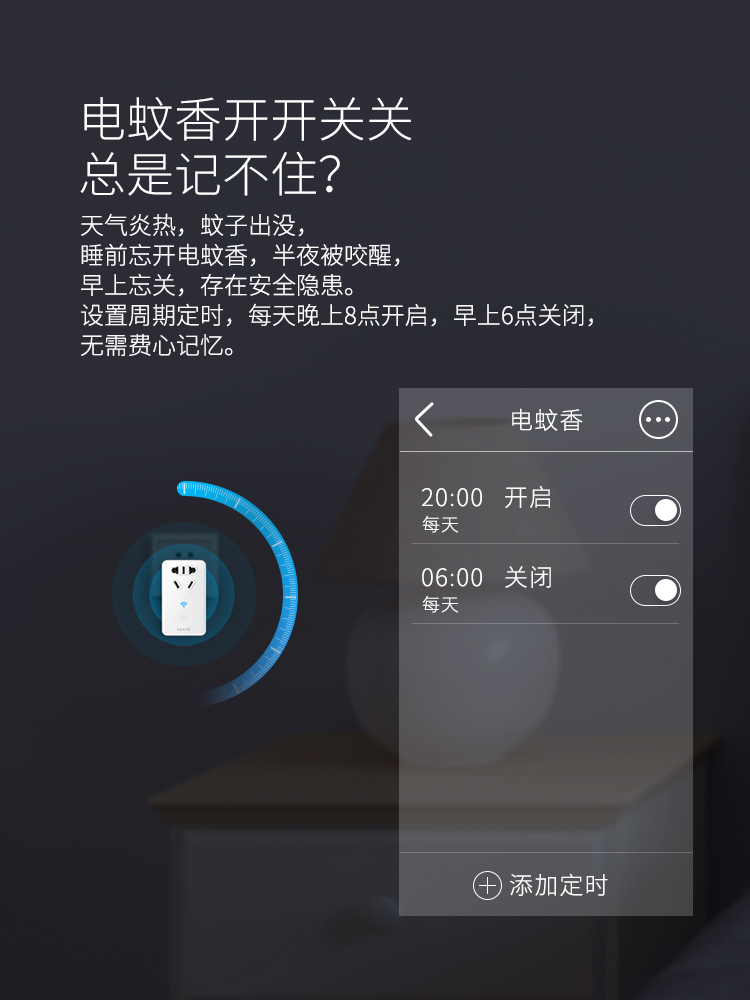 电蚊香开开关关
总是记不住？
天气炎热，蚊子出没，
睡前忘开电蚊香，半夜被咬醒，
早上忘关，存在安全隐患。
设置周期定时，每天晚上8点开启，早上6点关闭，
无需费心记忆。
电蚊香
20:00 开启
每天
06:00 关闭
每天
添加定时